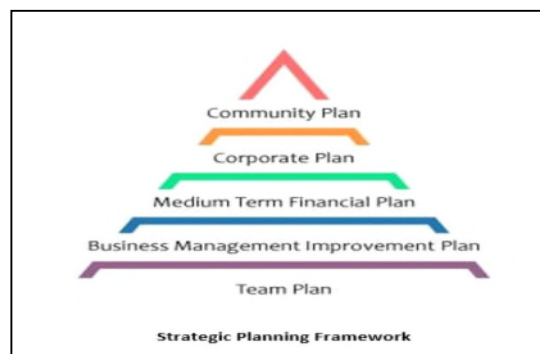 Community Plan
Corporate Plan
Medium Term Financial Plan
Business Management Improvement Plan
Team Plan
Strategic Planning Framework